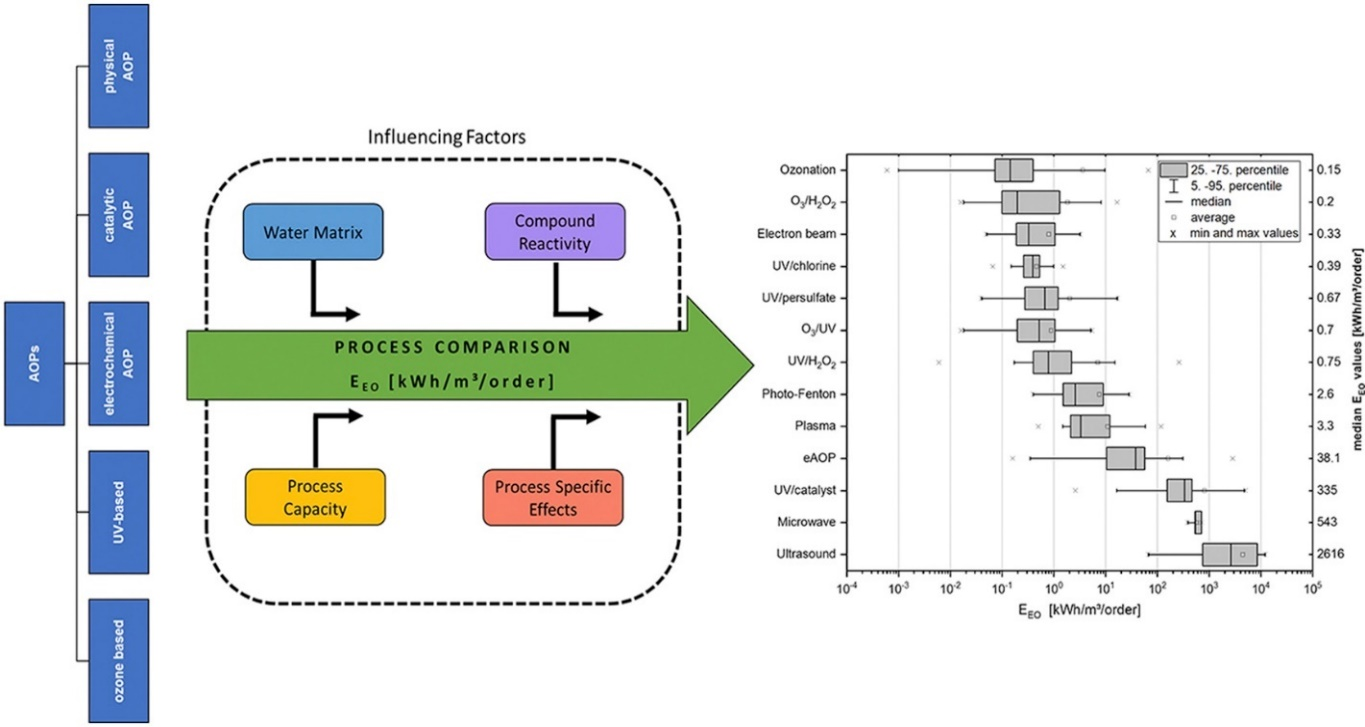 AOPs
physical
AOP
catalytic
AOP
electrochemical
AOP
UV-based
ozone based
Influencing Factors
Water Matrix
Compound
Reactivity
PROCESS COMPARISON
E_EO [kWh/m³/order]
Process
Capacity
Process Specific
Effects
Ozonation
O₃/H₂O₂
Electron beam
UV/chlorine
UV/persulfate
O₃/UV
UV/H₂O₂
Photo-Fenton
Plasma
eAOP
UV/catalyst
Microwave
Ultrasound
25. -75. percentile
5. -95. percentile
median
average
x min and max values
0.15
0.2
0.33
0.39
0.67
0.7
0.75
2.6
3.3
38.1
335
543
2616
median E_EO values [kWh/m³/order]
10⁻⁴ 10⁻³ 10⁻² 10⁻¹ 10⁰ 10¹ 10² 10³ 10⁴ 10⁵
E_EO [kWh/m³/order]